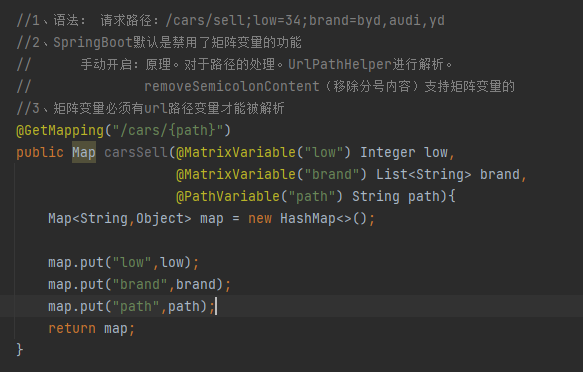 //1、语法： 请求路径：/cars/sell;low=34;brand=byd,audi,yd
//2、SpringBoot默认是禁用了矩阵变量的功能
//      手动开启：原理。对于路径的处理。UrlPathHelper进行解析。
//              removeSemicolonContent（移除分号内容）支持矩阵变量的
//3、矩阵变量必须有url路径变量才能被解析
@GetMapping("/cars/{path}")
public Map carsSell(@MatrixVariable("low") Integer low,
                    @MatrixVariable("brand") List<String> brand,
                    @PathVariable("path") String path){
    Map<String,Object> map = new HashMap<>();
    map.put("low",low);
    map.put("brand",brand);
    map.put("path",path);
    return map;
}